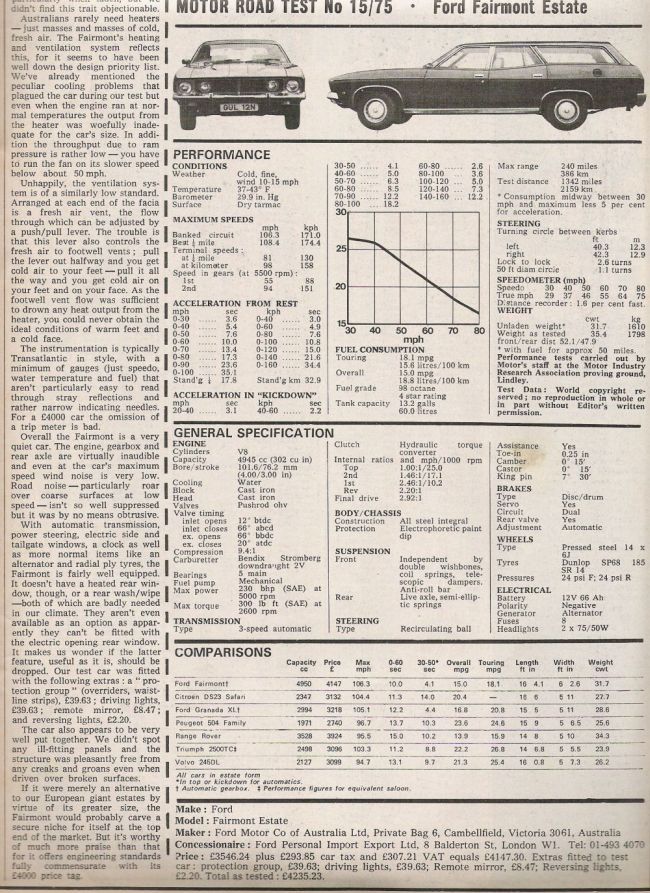 didn't find this trait objectionable.
Australians rarely need heaters
— just masses and masses of cold,
fresh air. The Fairmont's heating
and ventilation system reflects
this, for it seems to have been
well down the design priority list.
We've already mentioned the
peculiar cooling problems that
plagued the car during our test but
even when the engine ran at nor-
mal temperatures the output from
the heater was woefully inade-
quate for the car's size. In addi-
tion the throughput due to ram
pressure is rather low — you have
to run the fan on its slower speed
below about 50 mph.
Unhappily, the ventilation sys-
tem is of a similarly low standard.
Arranged at each end of the facia
is a fresh air vent, the flow
through which can be adjusted by
a push/pull lever. The trouble is
that this lever also controls the
fresh air to footwell vents; pull
the lever out halfway and you get
cold air to your feet — pull it all
the way and you get cold air on
your feet and on your face. As the
footwell vent flow was sufficient
to drown any heat output from the
heater, you could never obtain the
ideal conditions of warm feet and
a cold face.
The instrumentation is typically
Transatlantic in style, with a
minimum of gauges (just speedo,
water temperature and fuel) that
aren't particularly easy to read
through stray reflections and
rather narrow indicating needles.
For a £4000 car the omission of
a trip meter is bad.
Overall the Fairmont is a very
quiet car. The engine, gearbox and
rear axle are virtually inaudible
and even at the car's maximum
speed wind noise is very low.
Road noise — particularly roar
over coarse surfaces at low
speed — isn't so well suppressed
but it was by no means obtrusive.
With automatic transmission,
power steering, electric side and
tailgate windows, a clock as well
as more normal items like an
alternator and radial ply tyres, the
Fairmont is fairly well equipped.
It doesn't have a heated rear win-
dow, though, or a rear wash/wipe
—both of which are badly needed
in our climate. They aren't even
available as an option as appar-
ently they can't be fitted with
the electric opening rear window.
It makes us wonder if the latter
feature, useful as it is, should be
dropped. Our test car was fitted
with the following extras: a "pro-
tection group" (overriders, waist-
line strips), £39.63; driving lights,
£39.63; remote mirror, £8.47;
and reversing lights, £2.20.
The car also appears to be very
well put together. We didn't spot
any ill-fitting panels and the
structure was pleasantly free from
any creaks and groans even when
driven over broken surfaces.
If it were merely an alternative
to our European giant estates by
virtue of its greater size, the
Fairmont would probably carve a
secure niche for itself at the top
end of the market. But it's worthy
of much more praise than that
for it offers engineering standards
fully commensurate with its
£4000 price tag.
MOTOR ROAD TEST No 15/75 • Ford Fairmont Estate
GUL 12N
PERFORMANCE
CONDITIONS
Weather Cold, fine,
wind 10-15 mph
Temperature 37-43° F
Barometer 29.9 in. Hg
Surface Dry tarmac
MAXIMUM SPEEDS
mph kph
Banked circuit 106.3 171.0
Best ¼ mile 108.4 174.4
Terminal speeds:
at ¼ mile 81 130
at kilometer 98 158
Speed in gears (at 5500 rpm):
1st 55 88
2nd 94 151
ACCELERATION FROM REST
mph sec kph sec
0-30 3.6 0-40 3.0
0-40 5.4 0-60 4.9
0-50 7.6 0-80 7.6
0-60 10.0 0-100 10.8
0-70 13.4 0-120 15.0
0-80 17.3 0-140 21.6
0-90 23.6 0-160 34.4
0-100 35.1
Stand'g ¼ 17.8 Stand'g km 32.9
ACCELERATION IN "KICKDOWN"
mph sec kph sec
20-40 3.1 40-60 2.2
30-50 4.1 60-80 2.6
40-60 5.0 80-100 3.6
50-70 6.3 100-120 5.0
60-80 8.5 120-140 7.3
70-90 12.2 140-160 12.2
80-100 18.2
30
25
20
15
30 40 50 60 70 80
mph
FUEL CONSUMPTION
Touring 18.1 mpg
15.6 litres/100 km
Overall 15.0 mpg
18.8 litres/100 km
Fuel grade 98 octane
4 star rating
Tank capacity 13.2 galls
60.0 litres
Max range 240 miles
386 km
Test distance 1342 miles
2159 km
*Consumption midway between 30
mph and maximum less 5 per cent
for acceleration.
STEERING
Turning circle between kerbs
ft m
left 40.3 12.3
right 42.3 12.9
Lock to lock 2.6 turns
50 ft diam circle 1.1 turns
SPEEDOMETER (mph)
Speedo: 30 40 50 60 70 80
True mph 29 37 46 55 64 75
Distance recorder: 1.6 per cent fast.
WEIGHT
cwt kg
Unladen weight* 31.7 1610
Weight as tested 35.4 1798
front/rear dist 52.1/47.9
*with fuel for approx 50 miles.
Performance tests carried out by
Motor's staff at the Motor Industry
Research Association proving ground,
Lindley.
Test Data: World copyright re-
served; no reproduction in whole or
in part without Editor's written
permission.
GENERAL SPECIFICATION
ENGINE
Cylinders V8
Capacity 4945 cc (302 cu in)
Bore/stroke 101.6/76.2 mm
(4.00/3.00 in)
Cooling Water
Block Cast iron
Head Cast iron
Valves Pushrod ohv
Valve timing
inlet opens 12° btdc
inlet closes 66° abcd
ex. opens 66° bbdc
ex. closes 20° atdc
Compression 9.4:1
Carburetter Bendix Stromberg
downdraught 2V
Bearings 5 main
Fuel pump Mechanical
Max power 230 bhp (SAE) at
5000 rpm
Max torque 300 lb ft (SAE) at
2600 rpm
TRANSMISSION
Type 3-speed automatic
Clutch Hydraulic torque
converter
Internal ratios and mph/1000 rpm
Top 1.00:1/25.0
2nd 1.46:1/17.1
1st 2.46:1/10.2
Rev 2.20:1
Final drive 2.92:1
BODY/CHASSIS
Construction All steel integral
Protection Electrophoretic paint
dip
SUSPENSION
Front Independent by
double wishbones,
coil springs, tele-
scopic dampers.
Anti-roll bar
Rear Live axle, semi-ellip-
tic springs
STEERING
Type Recirculating ball
Assistance Yes
Toe-in 0.25 in
Camber 0° 15'
Castor 0° 15'
King pin 7° 30'
BRAKES
Type Disc/drum
Servo Yes
Circuit Dual
Rear valve Yes
Adjustment Automatic
WHEELS
Type Pressed steel 14 x
6J
Tyres Dunlop SP68 185
SR 14
Pressures 24 psi F; 24 psi R
ELECTRICAL
Battery 12V 66 Ah
Polarity Negative
Generator Alternator
Fuses 8
Headlights 2 x 75/50W
COMPARISONS
Capacity cc Price £ Max mph 0-60 sec 30-50* sec Overall mpg Touring mpg Length ft in Width ft in Weight cwt
Ford Fairmont† 4950 4147 106.3 10.0 4.1 15.0 18.1 16 4.1 6 2.6 31.7
Citroen DS23 Safari 2347 3132 104.4 11.3 14.0 20.4 — 16 6 5 11 27.7
Ford Granada XL† 2994 3218 105.1 12.2 4.4 16.8 20.8 15 5 5 11 28.6
Peugeot 504 Family 1971 2740 96.7 13.7 10.3 23.6 24.6 15 9 5 6.5 25.6
Range Rover 3528 3924 95.5 15.0 10.2 13.9 15.9 14 8 5 10 34.3
Triumph 2500TC‡ 2498 3096 103.3 11.2 8.8 22.2 26.8 14 6.8 5 5.5 23.9
Volvo 245DL 2127 3099 94.7 13.1 9.7 21.3 25.4 16 0.8 5 7.3 26.2
All cars in estate form
*In top or kickdown for automatics.
† Automatic gearbox. ‡ Performance figures for equivalent saloon.
Make: Ford
Model: Fairmont Estate
Maker: Ford Motor Co of Australia Ltd, Private Bag 6, Cambellfield, Victoria 3061, Australia
Concessionaire: Ford Personal Import Export Ltd, 8 Balderton St, London W1. Tel: 01-493 4070
Price: £3546.24 plus £293.85 car tax and £307.21 VAT equals £4147.30. Extras fitted to test
car: protection group, £39.63; driving lights, £39.63; Remote mirror, £8.47; Reversing lights,
£2.20. Total as tested: £4235.23.